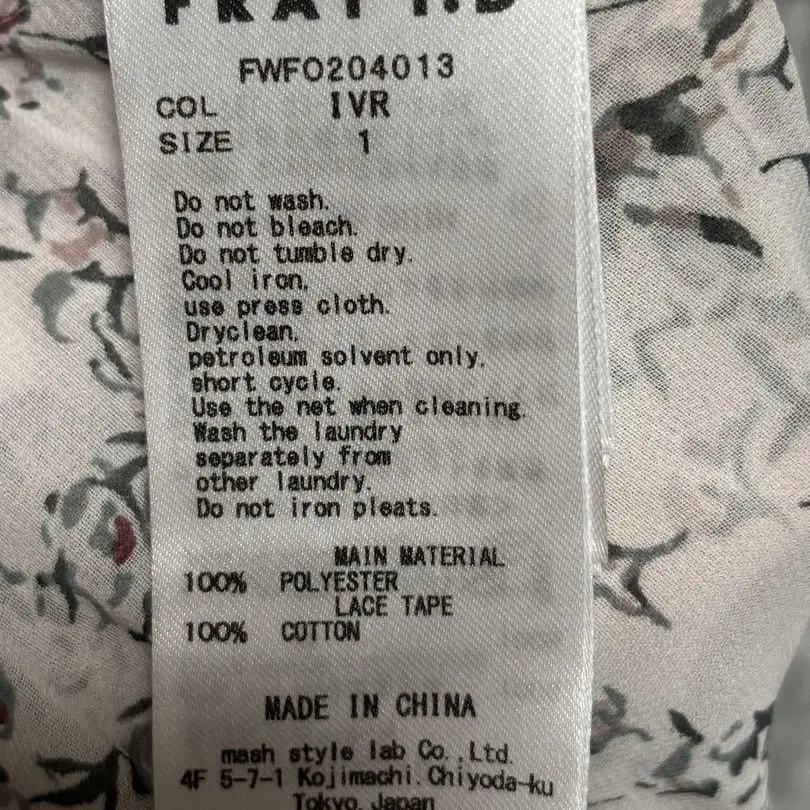 FRAY I.D
FWFO204013
COL IVR
SIZE 1
Do not wash.
Do not bleach.
Do not tumble dry.
Cool iron.
use press cloth.
Dryclean.
petroleum solvent only.
short cycle.
Use the net when cleaning.
Wash the laundry
separately from
other laundry.
Do not iron pleats.
MAIN MATERIAL
100% POLYESTER
LACE TAPE
100% COTTON
MADE IN CHINA
mash style lab Co.,Ltd.
4F 5-7-1 Kojimachi.Chiyoda-ku
Tokyo.Japan